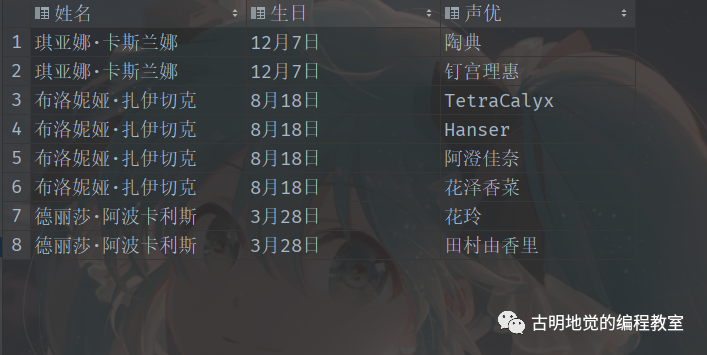 姓名 生日 声优
1 琪亚娜·卡斯兰娜 12月7日 陶典
2 琪亚娜·卡斯兰娜 12月7日 钉宫理惠
3 布洛妮娅·扎伊切克 8月18日 TetraCalyx
4 布洛妮娅·扎伊切克 8月18日 Hanser
5 布洛妮娅·扎伊切克 8月18日 阿澄佳奈
6 布洛妮娅·扎伊切克 8月18日 花泽香菜
7 德丽莎·阿波卡利斯 3月28日 花玲
8 德丽莎·阿波卡利斯 3月28日 田村由香里
古明地觉的编程教室